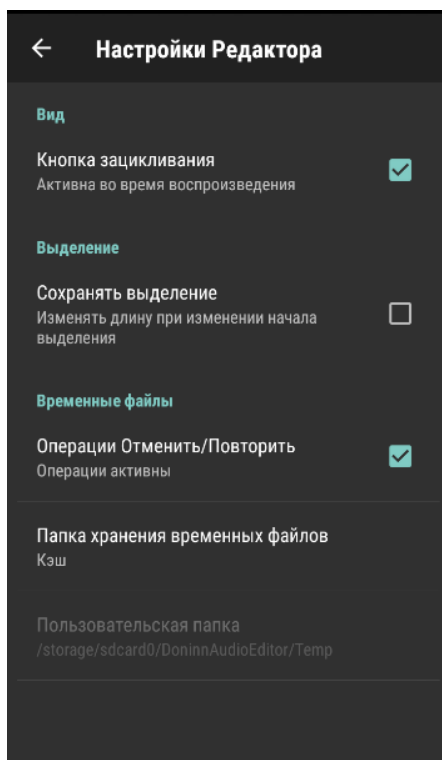 Настройки Редактора
Вид
Кнопка зацикливания
Активна во время воспроизведения
Выделение
Сохранять выделение
Изменять длину при изменении начала
выделения
Временные файлы
Операции Отменить/Повторить
Операции активны
Папка хранения временных файлов
Кэш
Пользовательская папка
/storage/sdcard0/DoninnAudioEditor/Temp